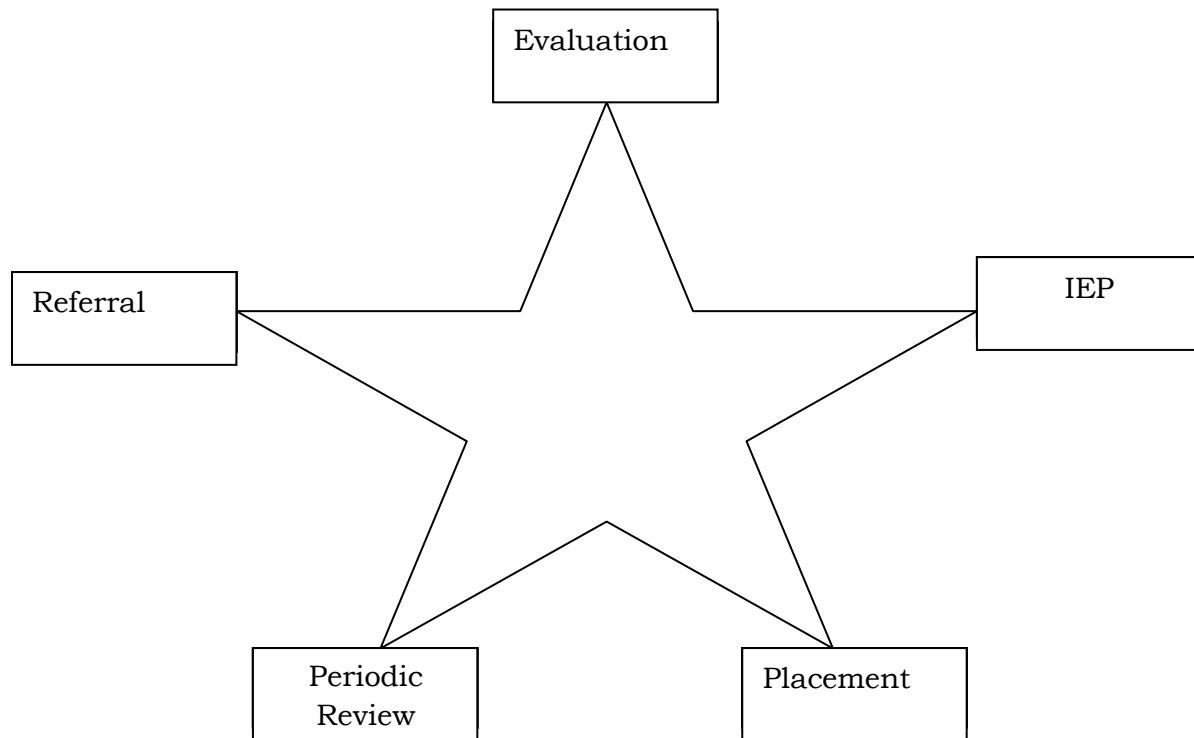 Evaluation
Referral
IEP
Periodic
Review
Placement